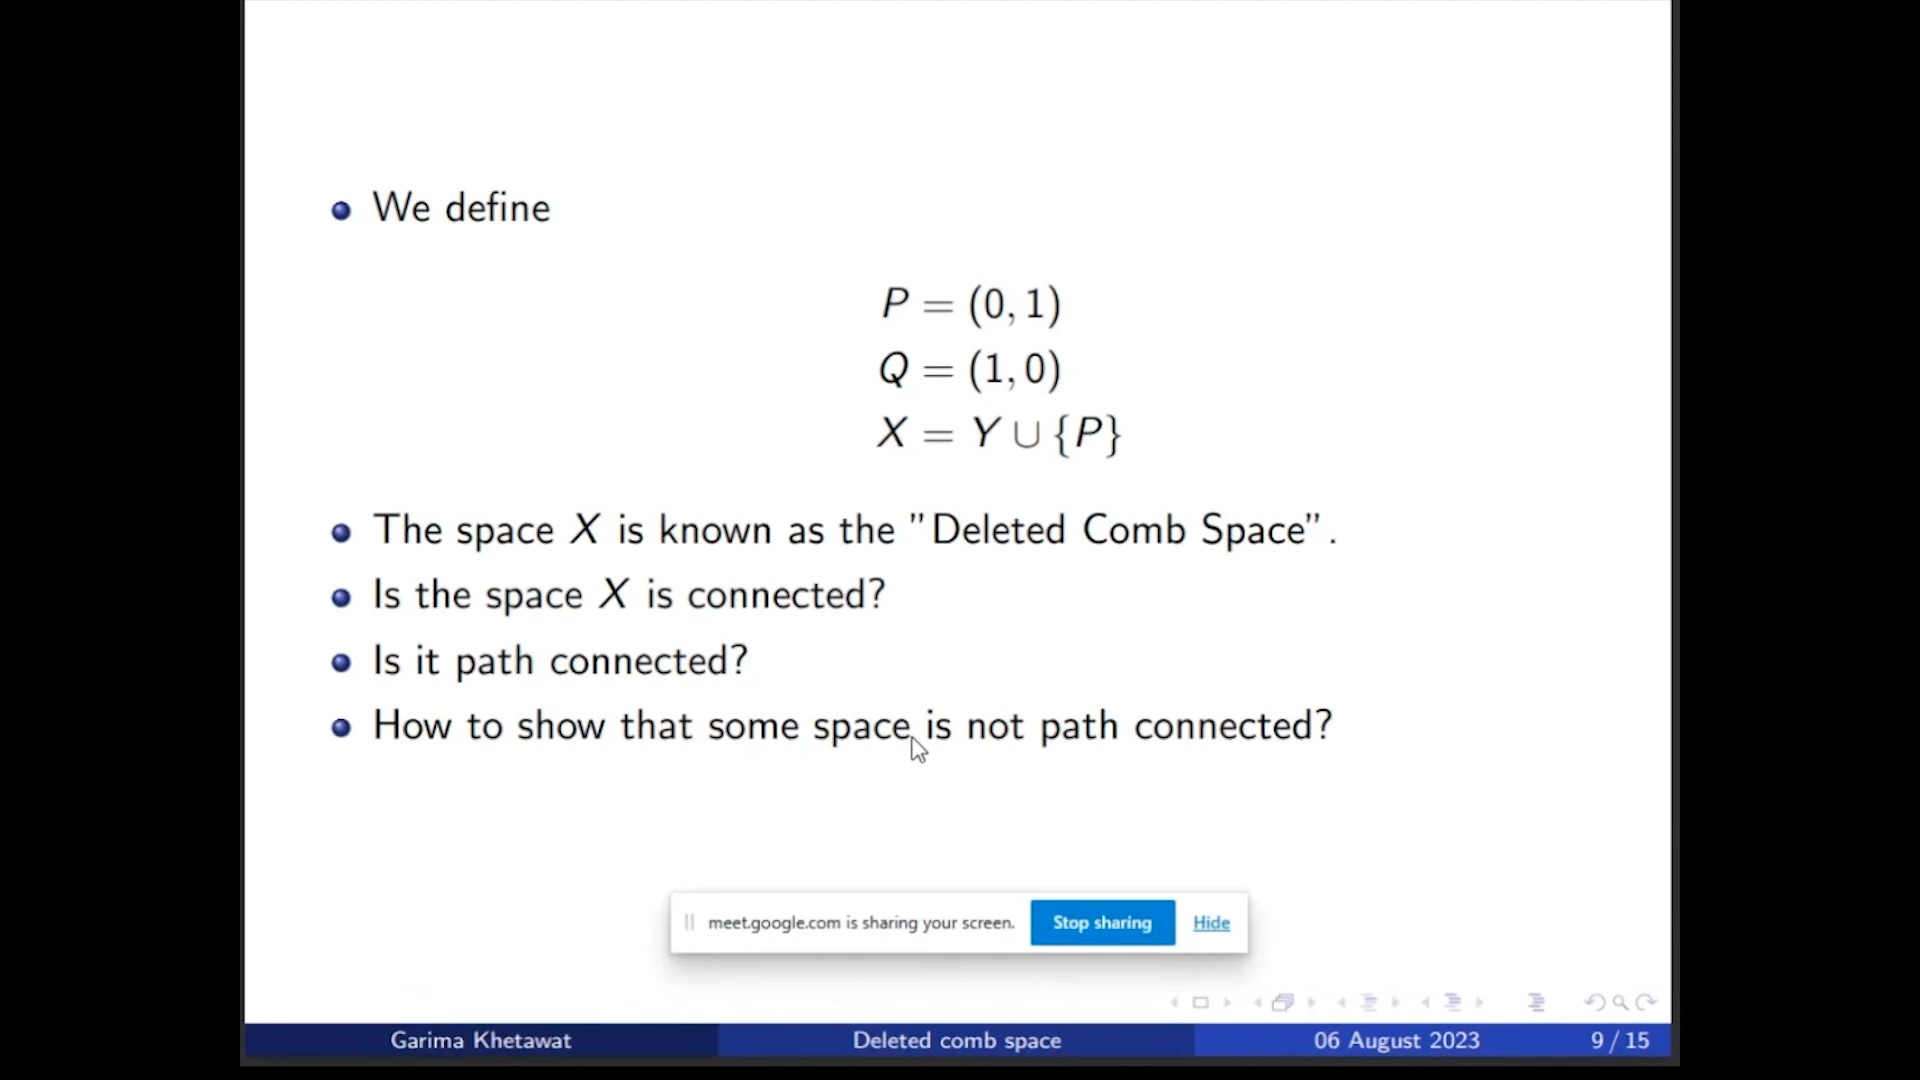 We define
P = (0, 1)
Q = (1, 0)
X = Y ∪ {P}
The space X is known as the ”Deleted Comb Space”.
Is the space X is connected?
Is it path connected?
How to show that some space is not path connected?
meet.google.com is sharing your screen. Stop sharing Hide
Garima Khetawat Deleted comb space 06 August 2023 9 / 15